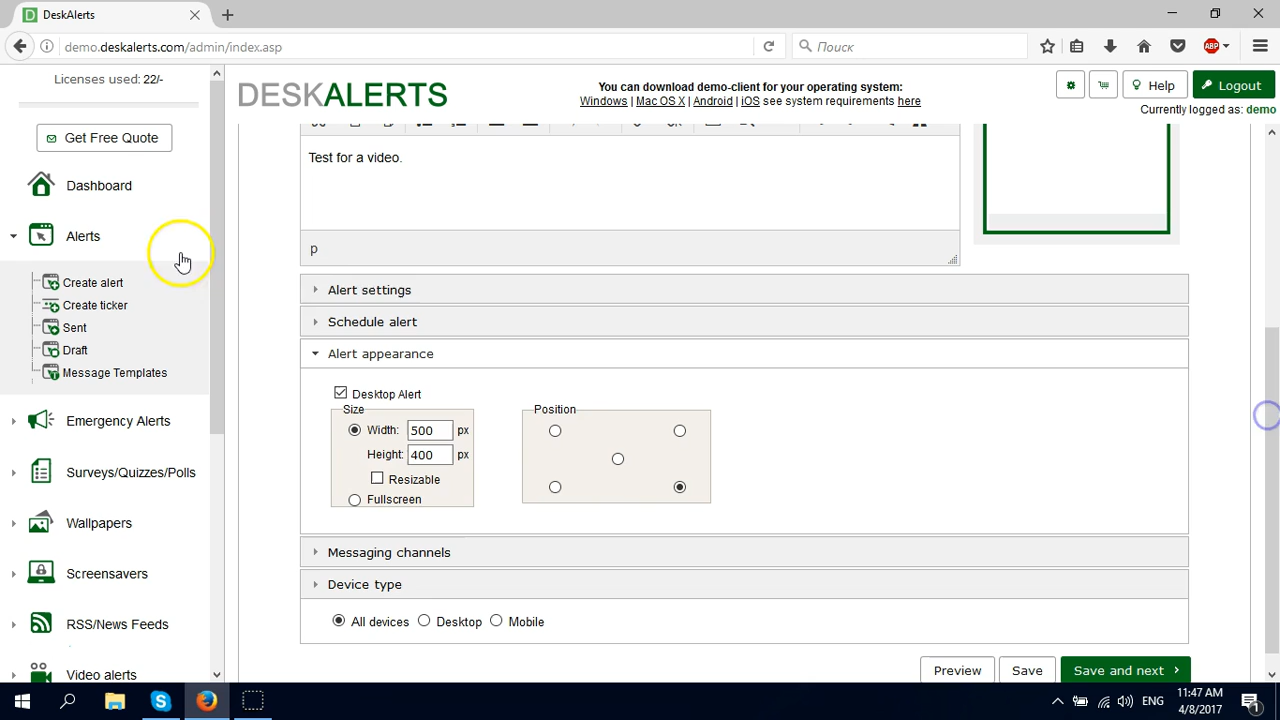 DeskAlerts
demo.deskalerts.com/admin/index.asp
Поиск
ABP
Licenses used: 22/-
Get Free Quote
Dashboard
Alerts
Create alert
Create ticker
Sent
Draft
Message Templates
Emergency Alerts
Surveys/Quizzes/Polls
Wallpapers
Screensavers
RSS/News Feeds
Video alerts
DESKALERTS
You can download demo-client for your operating system:
Windows | Mac OS X | Android | iOS see system requirements here
Help
Logout
Currently logged as: demo
Test for a video.
p
Alert settings
Schedule alert
Alert appearance
Desktop Alert
Size
Width: 500 px
Height: 400 px
Resizable
Fullscreen
Position
Messaging channels
Device type
All devices Desktop Mobile
Preview
Save
Save and next
ENG
11:47 AM
4/8/2017